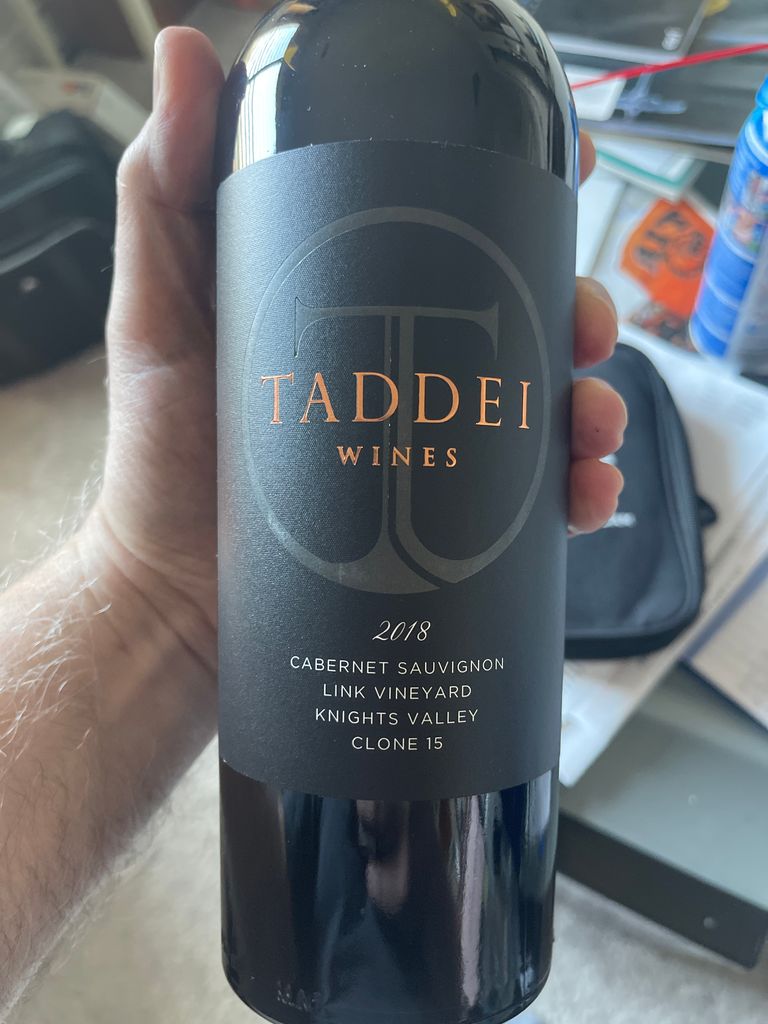 TADDEI
WINES
2018
CABERNET SAUVIGNON
LINK VINEYARD
KNIGHTS VALLEY
CLONE 15